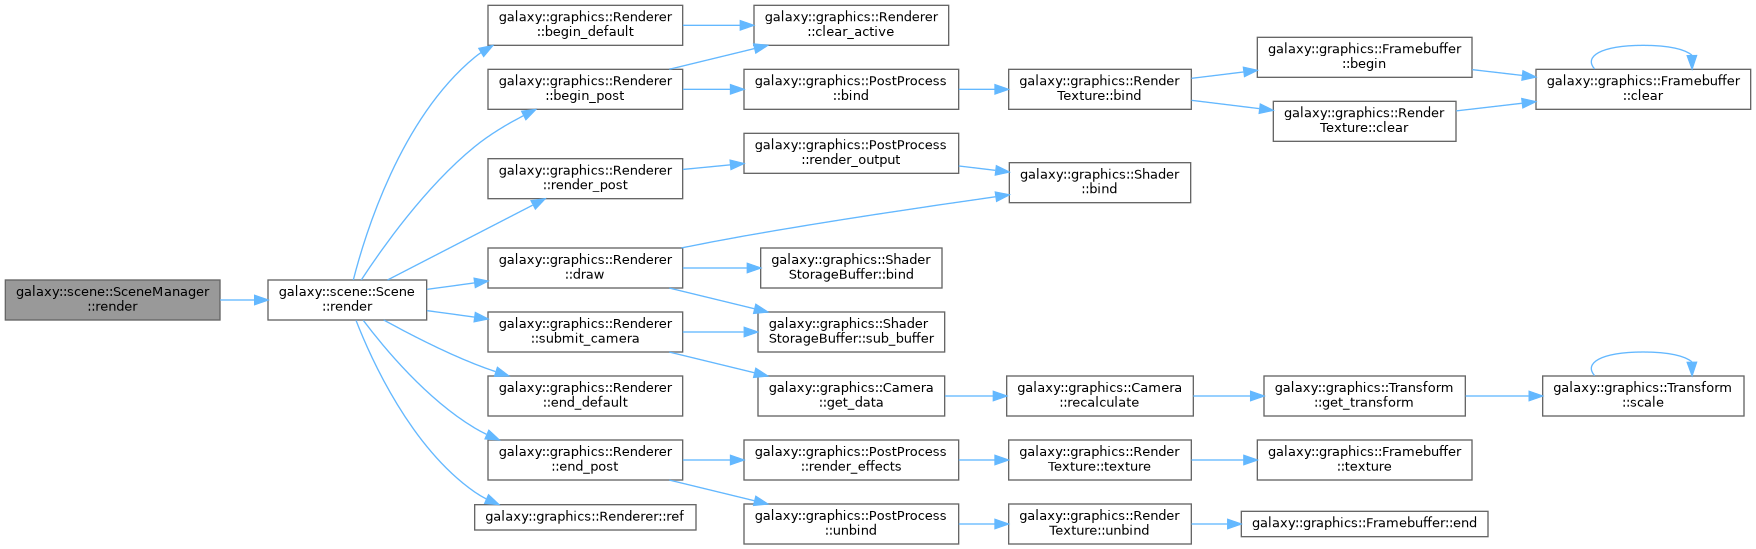 galaxy::scene::SceneManager
::render
galaxy::scene::Scene
::render
galaxy::graphics::Renderer
::begin_default
galaxy::graphics::Renderer
::clear_active
galaxy::graphics::Renderer
::begin_post
galaxy::graphics::PostProcess
::bind
galaxy::graphics::Render
Texture::bind
galaxy::graphics::Framebuffer
::begin
galaxy::graphics::Framebuffer
::clear
galaxy::graphics::Render
Texture::clear
galaxy::graphics::Renderer
::render_post
galaxy::graphics::PostProcess
::render_output
galaxy::graphics::Shader
::bind
galaxy::graphics::Renderer
::draw
galaxy::graphics::Shader
StorageBuffer::bind
galaxy::graphics::Shader
StorageBuffer::sub_buffer
galaxy::graphics::Renderer
::submit_camera
galaxy::graphics::Camera
::get_data
galaxy::graphics::Camera
::recalculate
galaxy::graphics::Transform
::get_transform
galaxy::graphics::Transform
::scale
galaxy::graphics::Renderer
::end_default
galaxy::graphics::Renderer
::end_post
galaxy::graphics::PostProcess
::render_effects
galaxy::graphics::Render
Texture::texture
galaxy::graphics::Framebuffer
::texture
galaxy::graphics::PostProcess
::unbind
galaxy::graphics::Render
Texture::unbind
galaxy::graphics::Framebuffer::end
galaxy::graphics::Renderer::ref